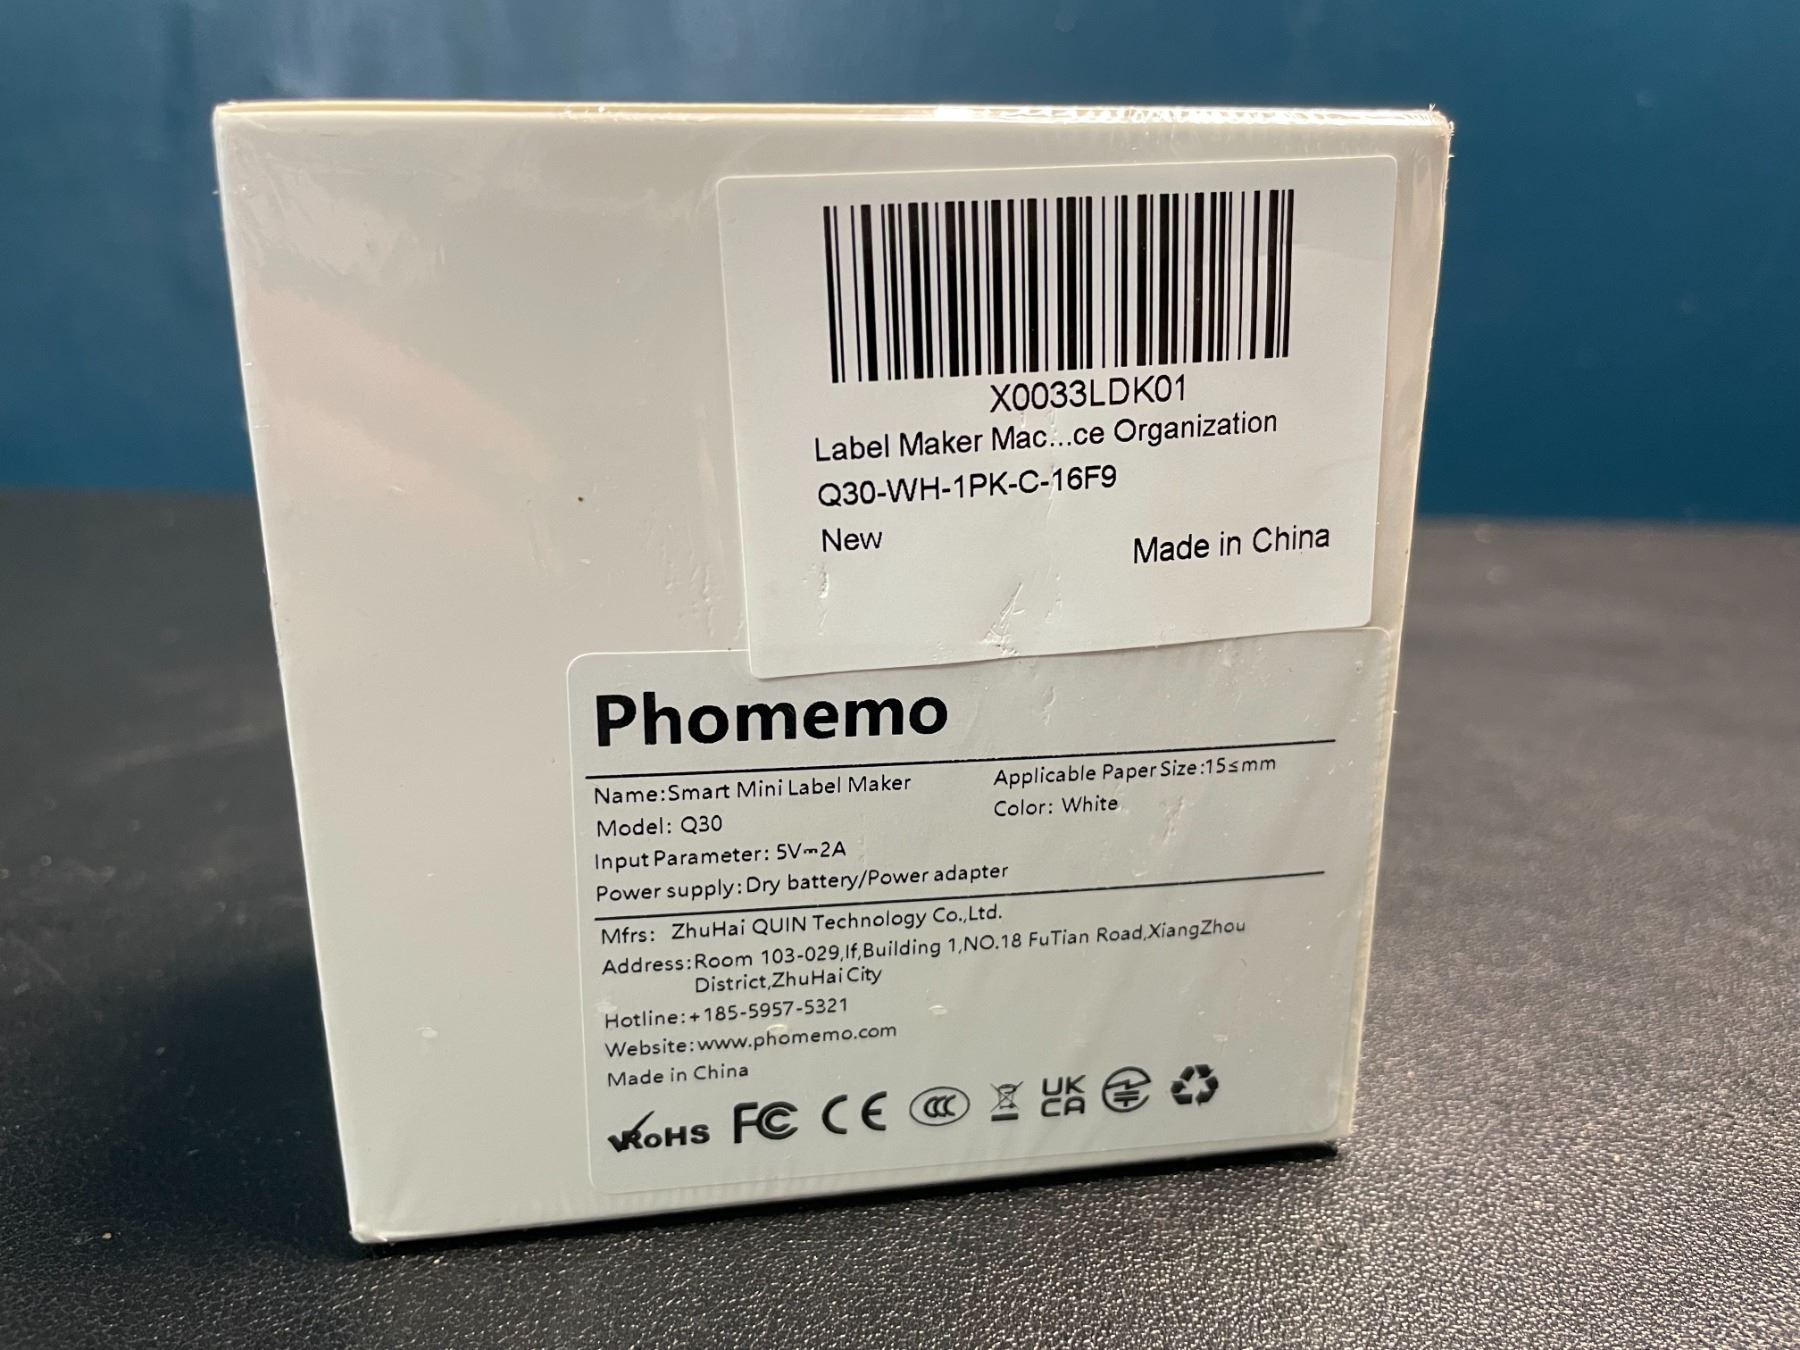 X0033LDK01
Label Maker Mac...ce Organization
Q30-WH-1PK-C-16F9
New
Made in China
Phomemo
Name:Smart Mini Label Maker
Applicable Paper Size:15≤mm
Model: Q30
Color: White
Input Parameter: 5V⎓2A
Power supply:Dry battery/Power adapter
Mfrs: ZhuHai QUIN Technology Co.,Ltd.
Address:Room 103-029,If,Building 1,NO.18 FuTian Road,XiangZhou
District,ZhuHai City
Hotline:+185-5957-5321
Website:www.phomemo.com
Made in China
RoHS FC CE CCC UK
CA